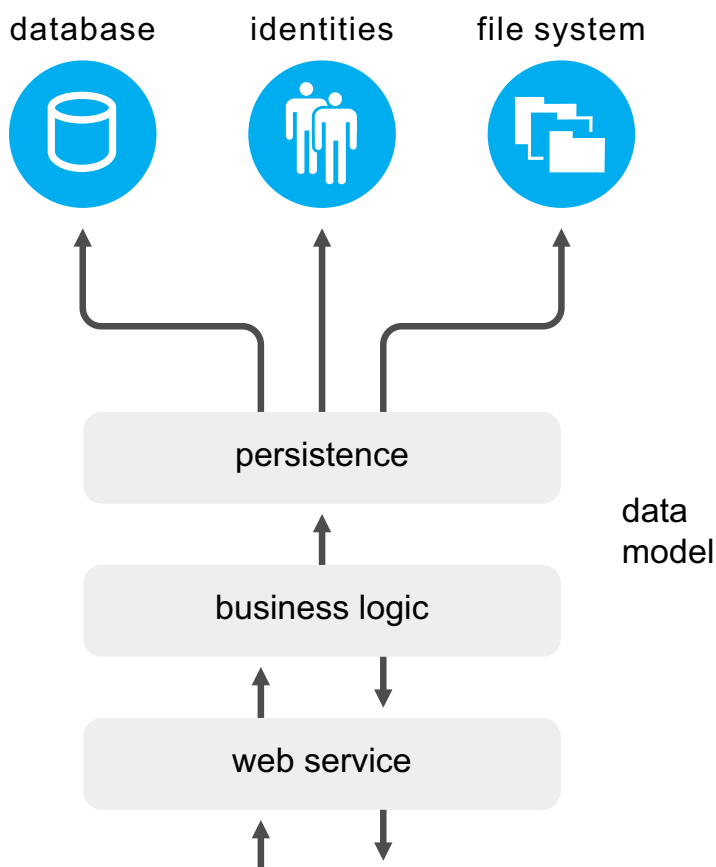 database identities file system
persistence
data
model
business logic
web service